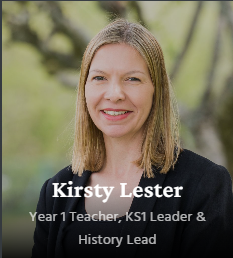 Kirsty Lester
Year 1 Teacher, KS1 Leader &
History Lead